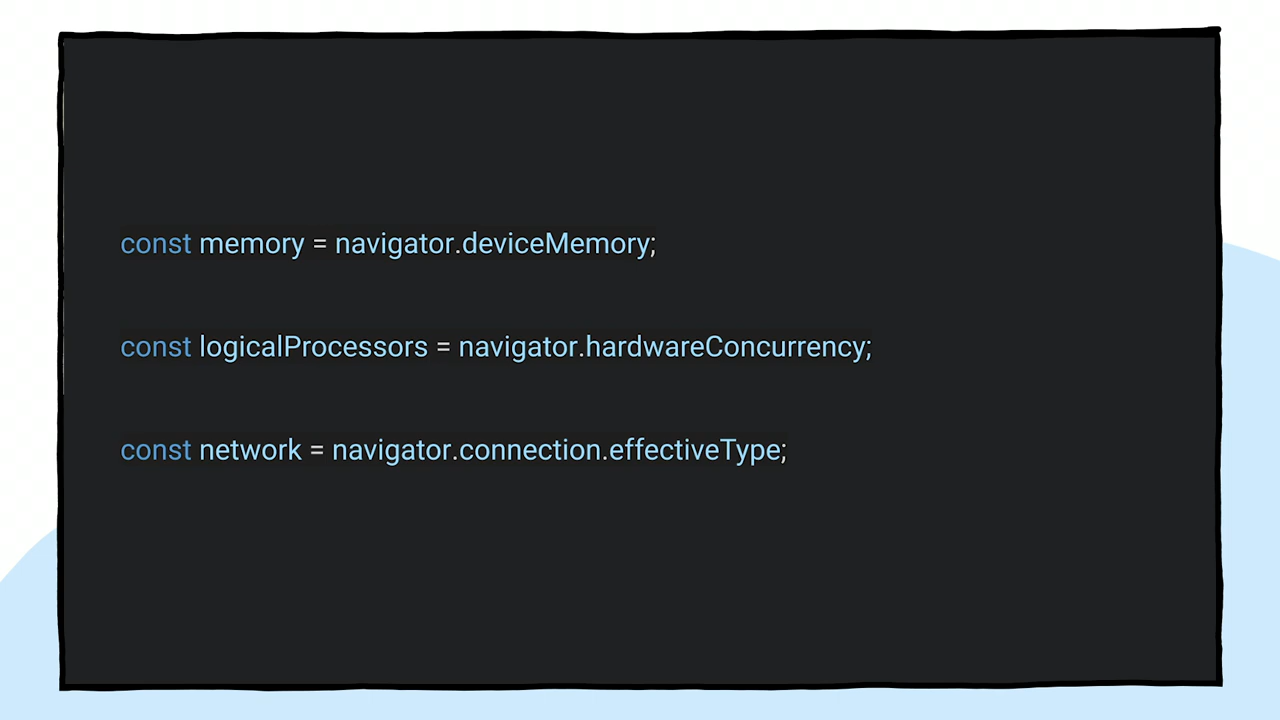 const memory = navigator.deviceMemory;
const logicalProcessors = navigator.hardwareConcurrency;
const network = navigator.connection.effectiveType;